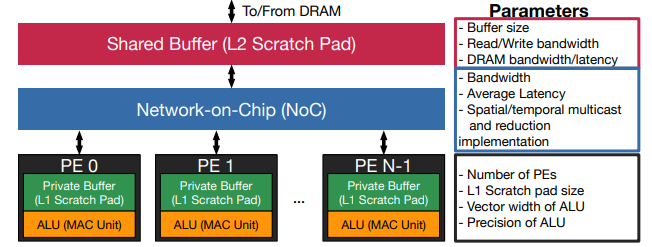 To/From DRAM
Parameters
Shared Buffer (L2 Scratch Pad)
- Buffer size
- Read/Write bandwidth
- DRAM bandwidth/latency
Network-on-Chip (NoC)
- Bandwidth
- Average Latency
- Spatial/temporal multicast
and reduction
implementation
PE 0
Private Buffer
(L1 Scratch Pad)
ALU (MAC Unit)
PE 1
Private Buffer
(L1 Scratch Pad)
ALU (MAC Unit)
...
PE N-1
Private Buffer
(L1 Scratch Pad)
ALU (MAC Unit)
- Number of PEs
- L1 Scratch pad size
- Vector width of ALU
- Precision of ALU